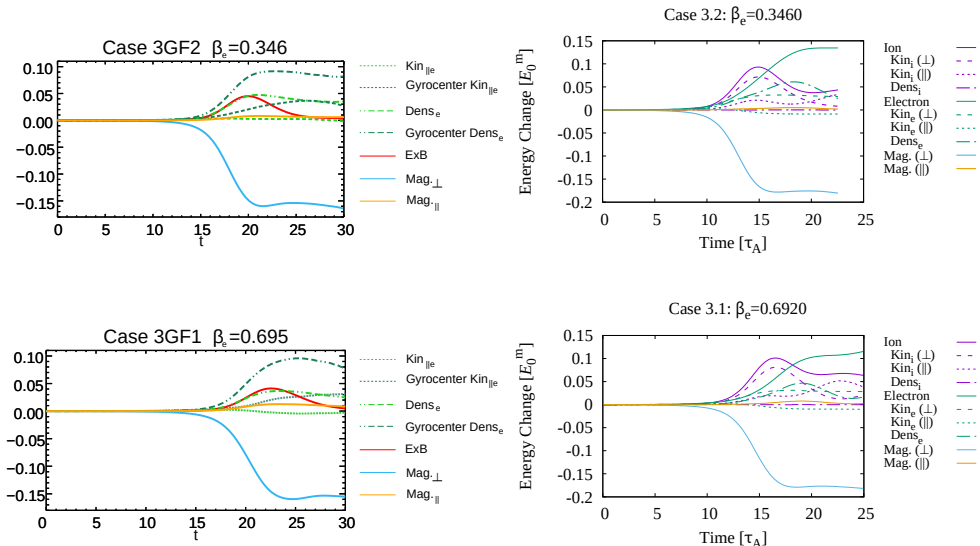 Case 3GF2 β_e=0.346
0.10
0.05
0.00
−0.05
−0.10
−0.15
0 5 10 15 20 25 30
t
Kin_∥e
Gyrocenter Kin_∥e
Dens_e
Gyrocenter Dens_e
ExB
Mag._⊥
Mag._∥
Case 3.2: β_e=0.3460
Energy Change [E_0^m]
0.15
0.1
0.05
0
-0.05
-0.1
-0.15
-0.2
0 5 10 15 20 25
Time [τ_A]
Ion
Kin_i (⊥)
Kin_i (∥)
Dens_i
Electron
Kin_e (⊥)
Kin_e (∥)
Dens_e
Mag. (⊥)
Mag. (∥)
Case 3GF1 β_e=0.695
0.10
0.05
0.00
−0.05
−0.10
−0.15
0 5 10 15 20 25 30
t
Kin_∥e
Gyrocenter Kin_∥e
Dens_e
Gyrocenter Dens_e
ExB
Mag._⊥
Mag._∥
Case 3.1: β_e=0.6920
Energy Change [E_0^m]
0.15
0.1
0.05
0
-0.05
-0.1
-0.15
-0.2
0 5 10 15 20 25
Time [τ_A]
Ion
Kin_i (⊥)
Kin_i (∥)
Dens_i
Electron
Kin_e (⊥)
Kin_e (∥)
Dens_e
Mag. (⊥)
Mag. (∥)